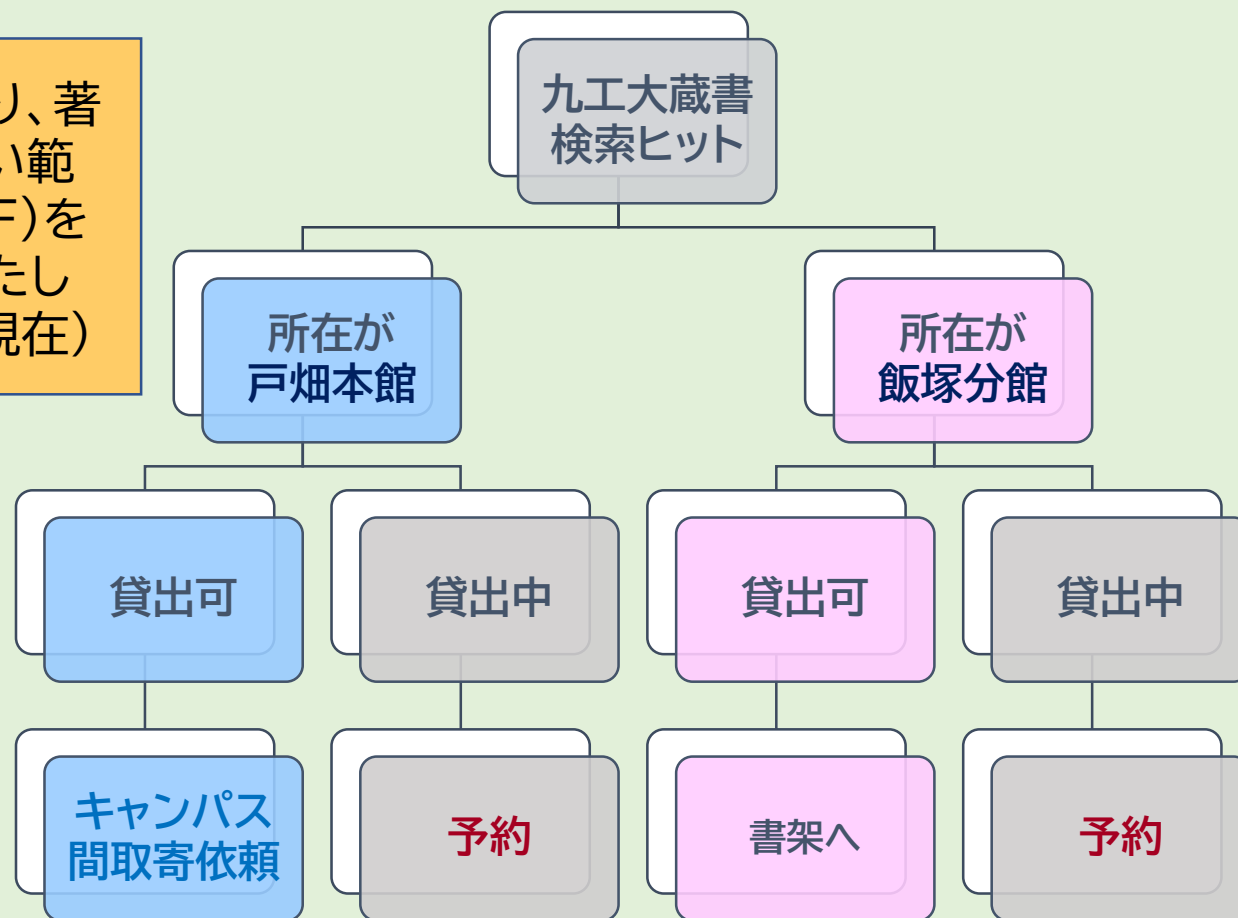 り、著
い範
F)を
たし
現在)
九工大蔵書
検索ヒット
所在が
戸畑本館
所在が
飯塚分館
貸出可
貸出中
貸出可
貸出中
キャンパス
間取寄依頼
予約
書架へ
予約